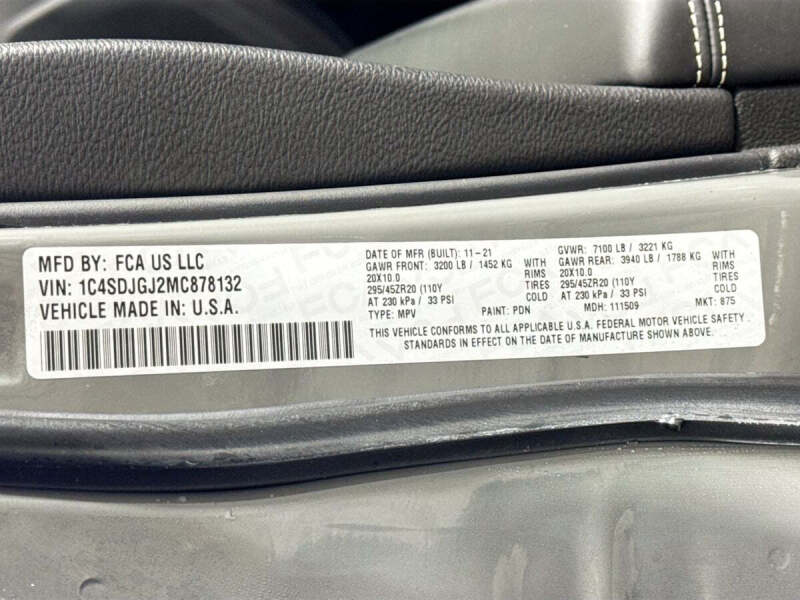 MFD BY: FCA US LLC
VIN: 1C4SDJGJ2MC878132
VEHICLE MADE IN: U.S.A.
DATE OF MFR (BUILT): 11-21
GAWR FRONT: 3200 LB / 1452 KG WITH
20X10.0 RIMS
295/45ZR20 (110Y TIRES
AT 230 kPa / 33 PSI COLD
TYPE: MPV PAINT: PDN
GVWR: 7100 LB / 3221 KG
GAWR REAR: 3940 LB / 1788 KG WITH
20X10.0 RIMS
295/45ZR20 (110Y TIRES
AT 230 kPa / 33 PSI COLD
MDH: 111509 MKT: 875
THIS VEHICLE CONFORMS TO ALL APPLICABLE U.S.A. FEDERAL MOTOR VEHICLE SAFETY
STANDARDS IN EFFECT ON THE DATE OF MANUFACTURE SHOWN ABOVE.